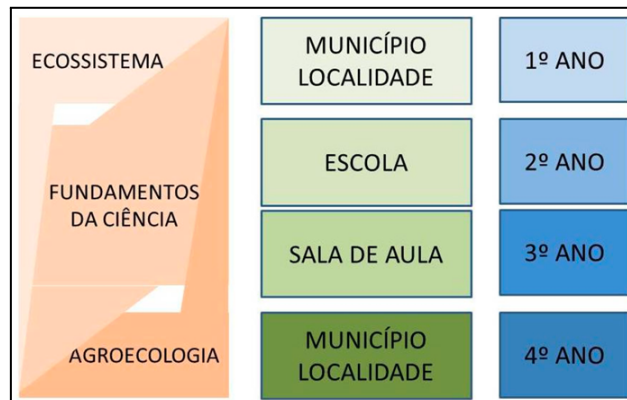 ECOSSISTEMA
MUNICÍPIO
LOCALIDADE
1º ANO
ESCOLA
2º ANO
FUNDAMENTOS
DA CIÊNCIA
SALA DE AULA
3º ANO
AGROECOLOGIA
MUNICÍPIO
LOCALIDADE
4º ANO